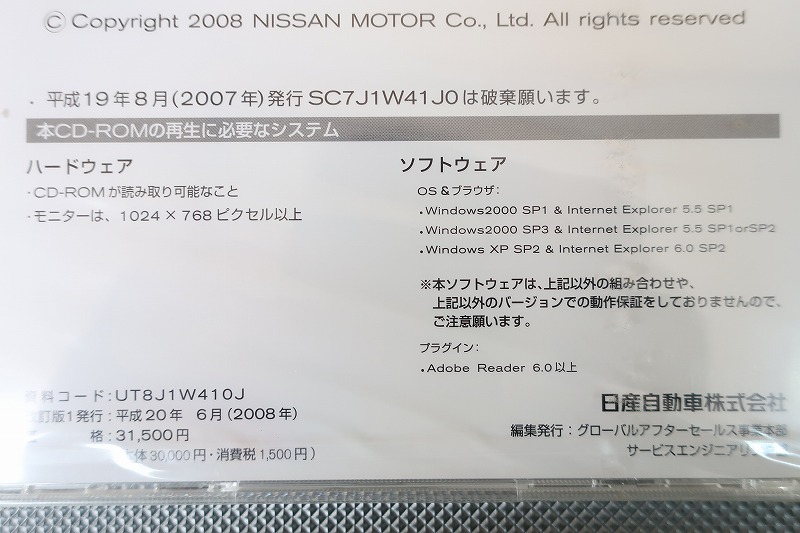 © Copyright 2008 NISSAN MOTOR Co., Ltd. All rights reserved
．平成19年8月(2007年)発行 SC7J1W41J0は破棄願います。
本CD-ROMの再生に必要なシステム
ハードウェア
・CD-ROMが読み取り可能なこと
・モニターは、1024×768ピクセル以上
ソフトウェア
OS &ブラウザ：
•Windows2000 SP1 & Internet Explorer 5.5 SP1
•Windows2000 SP3 & Internet Explorer 5.5 SP1orSP2
•Windows XP SP2 & Internet Explorer 6.0 SP2
※本ソフトウェアは、上記以外の組み合わせや、
上記以外のバージョンでの動作保証をしておりませんので、
ご注意願います。
プラグイン：
•Adobe Reader 6.0以上
資料コード：UT8J1W410J
改訂版1発行：平成20年 6月(2008年)
格：31,500円
本体 30,000円・消費税1,500円）
日産自動車株式会社
編集発行：グローバルアフターセールス事業本部
サービスエンジニアリン